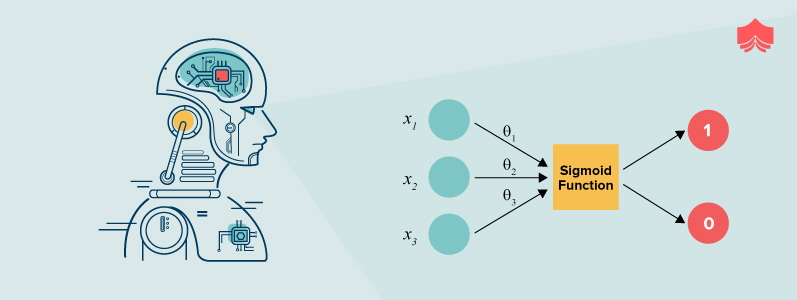 x1
θ1
x2
θ2
x3
θ3
Sigmoid
Function
1
0